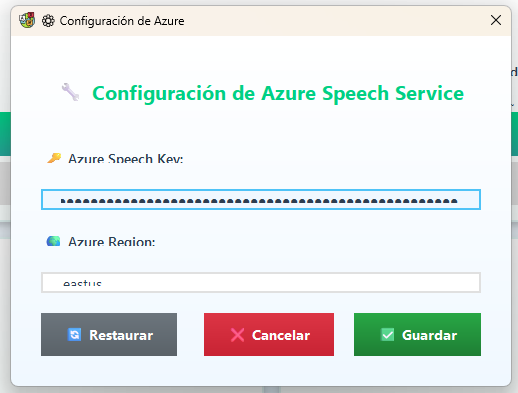 Configuración de Azure
Configuración de Azure Speech Service
Azure Speech Key:
••••••••••••••••••••••••••••••••••••••••••••••••••••
Azure Region:
eastus
Restaurar
Cancelar
Guardar